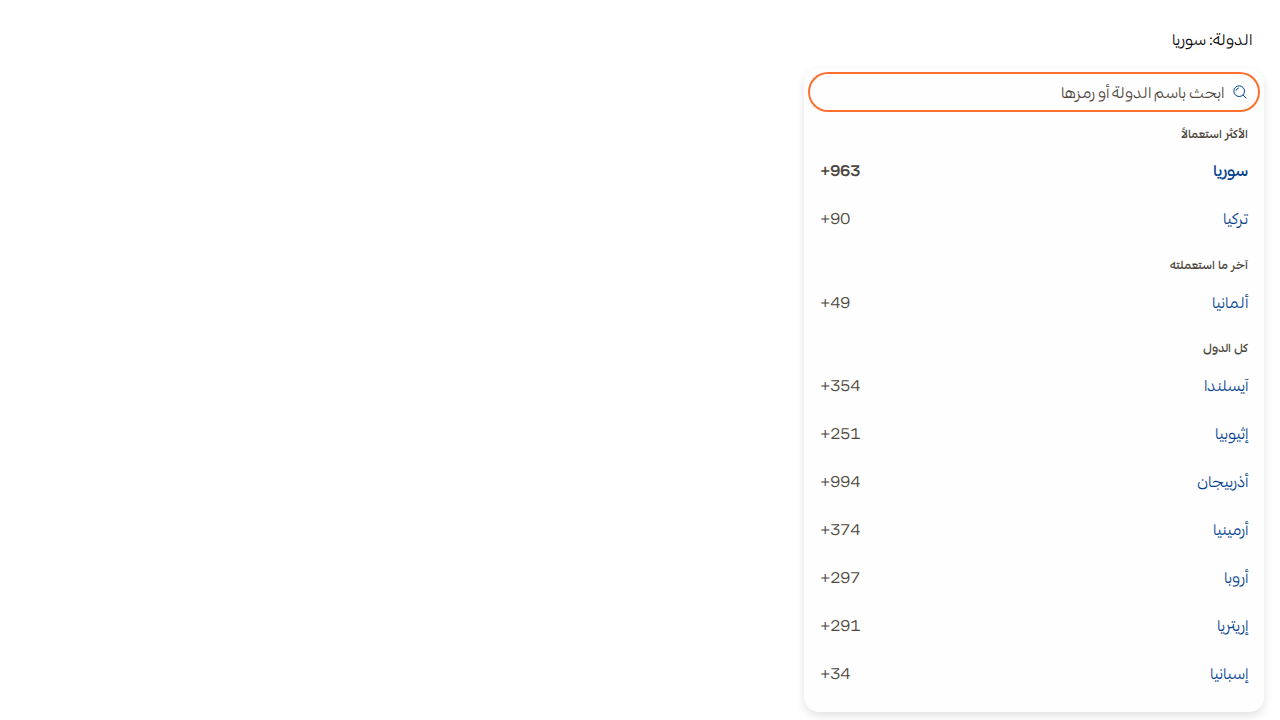 الدولة: سوريا
ابحث باسم الدولة أو رمزها
الأكثر استعمالاً
سوريا +963
تركيا +90
آخر ما استعملته
ألمانيا +49
كل الدول
آيسلندا +354
إثيوبيا +251
أذربيجان +994
أرمينيا +374
أروبا +297
إريتريا +291
إسبانيا +34